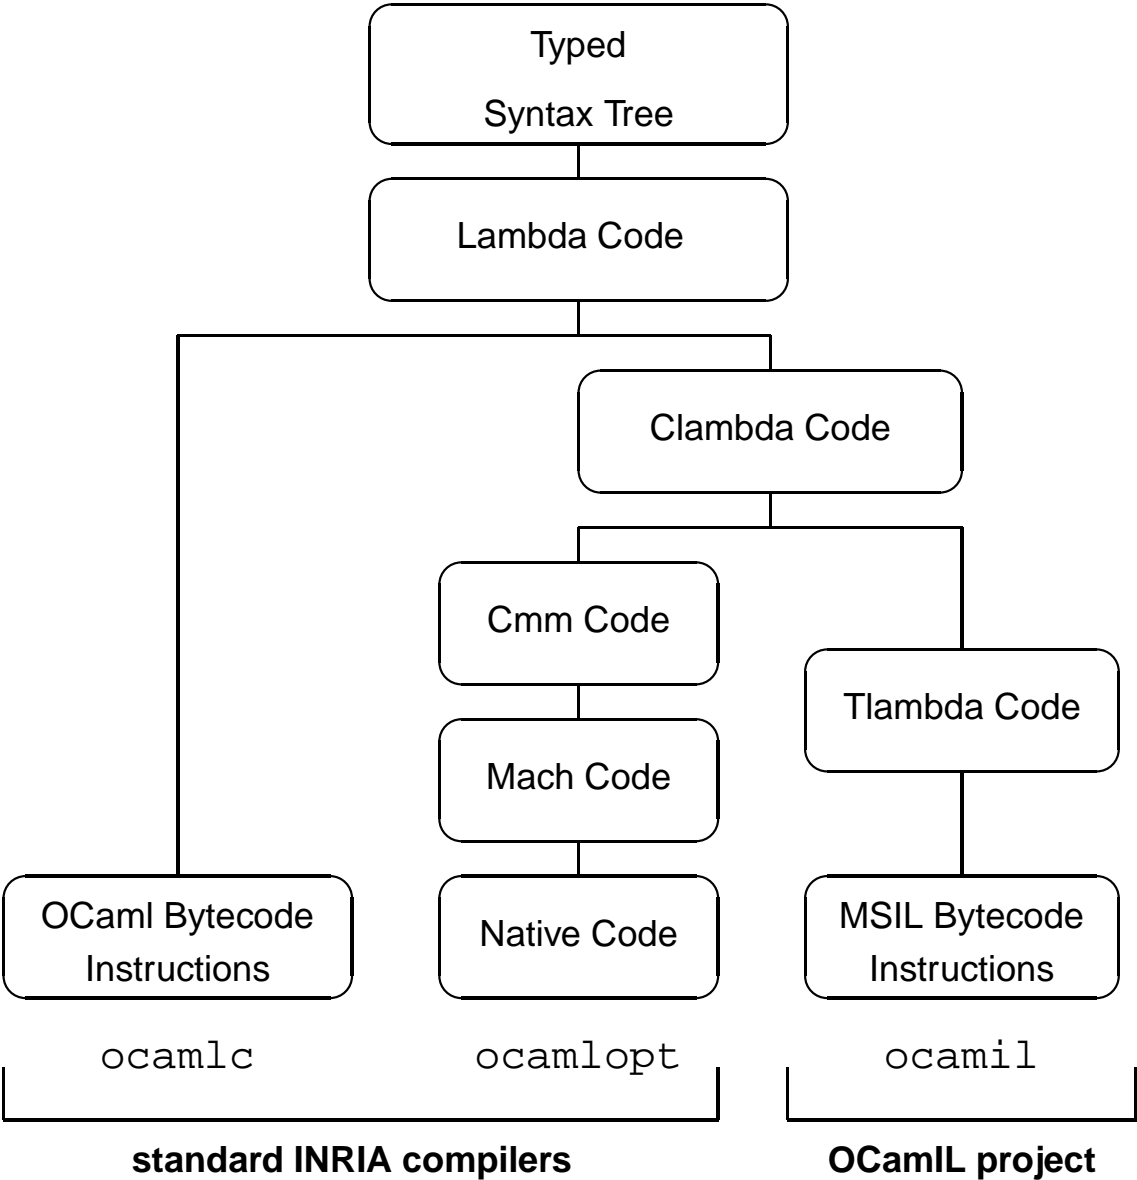 Typed
Syntax Tree
Lambda Code
Clambda Code
Cmm Code
Tlambda Code
Mach Code
OCaml Bytecode
Instructions
Native Code
MSIL Bytecode
Instructions
ocamlc
ocamlopt
ocamil
standard INRIA compilers
OCamIL project